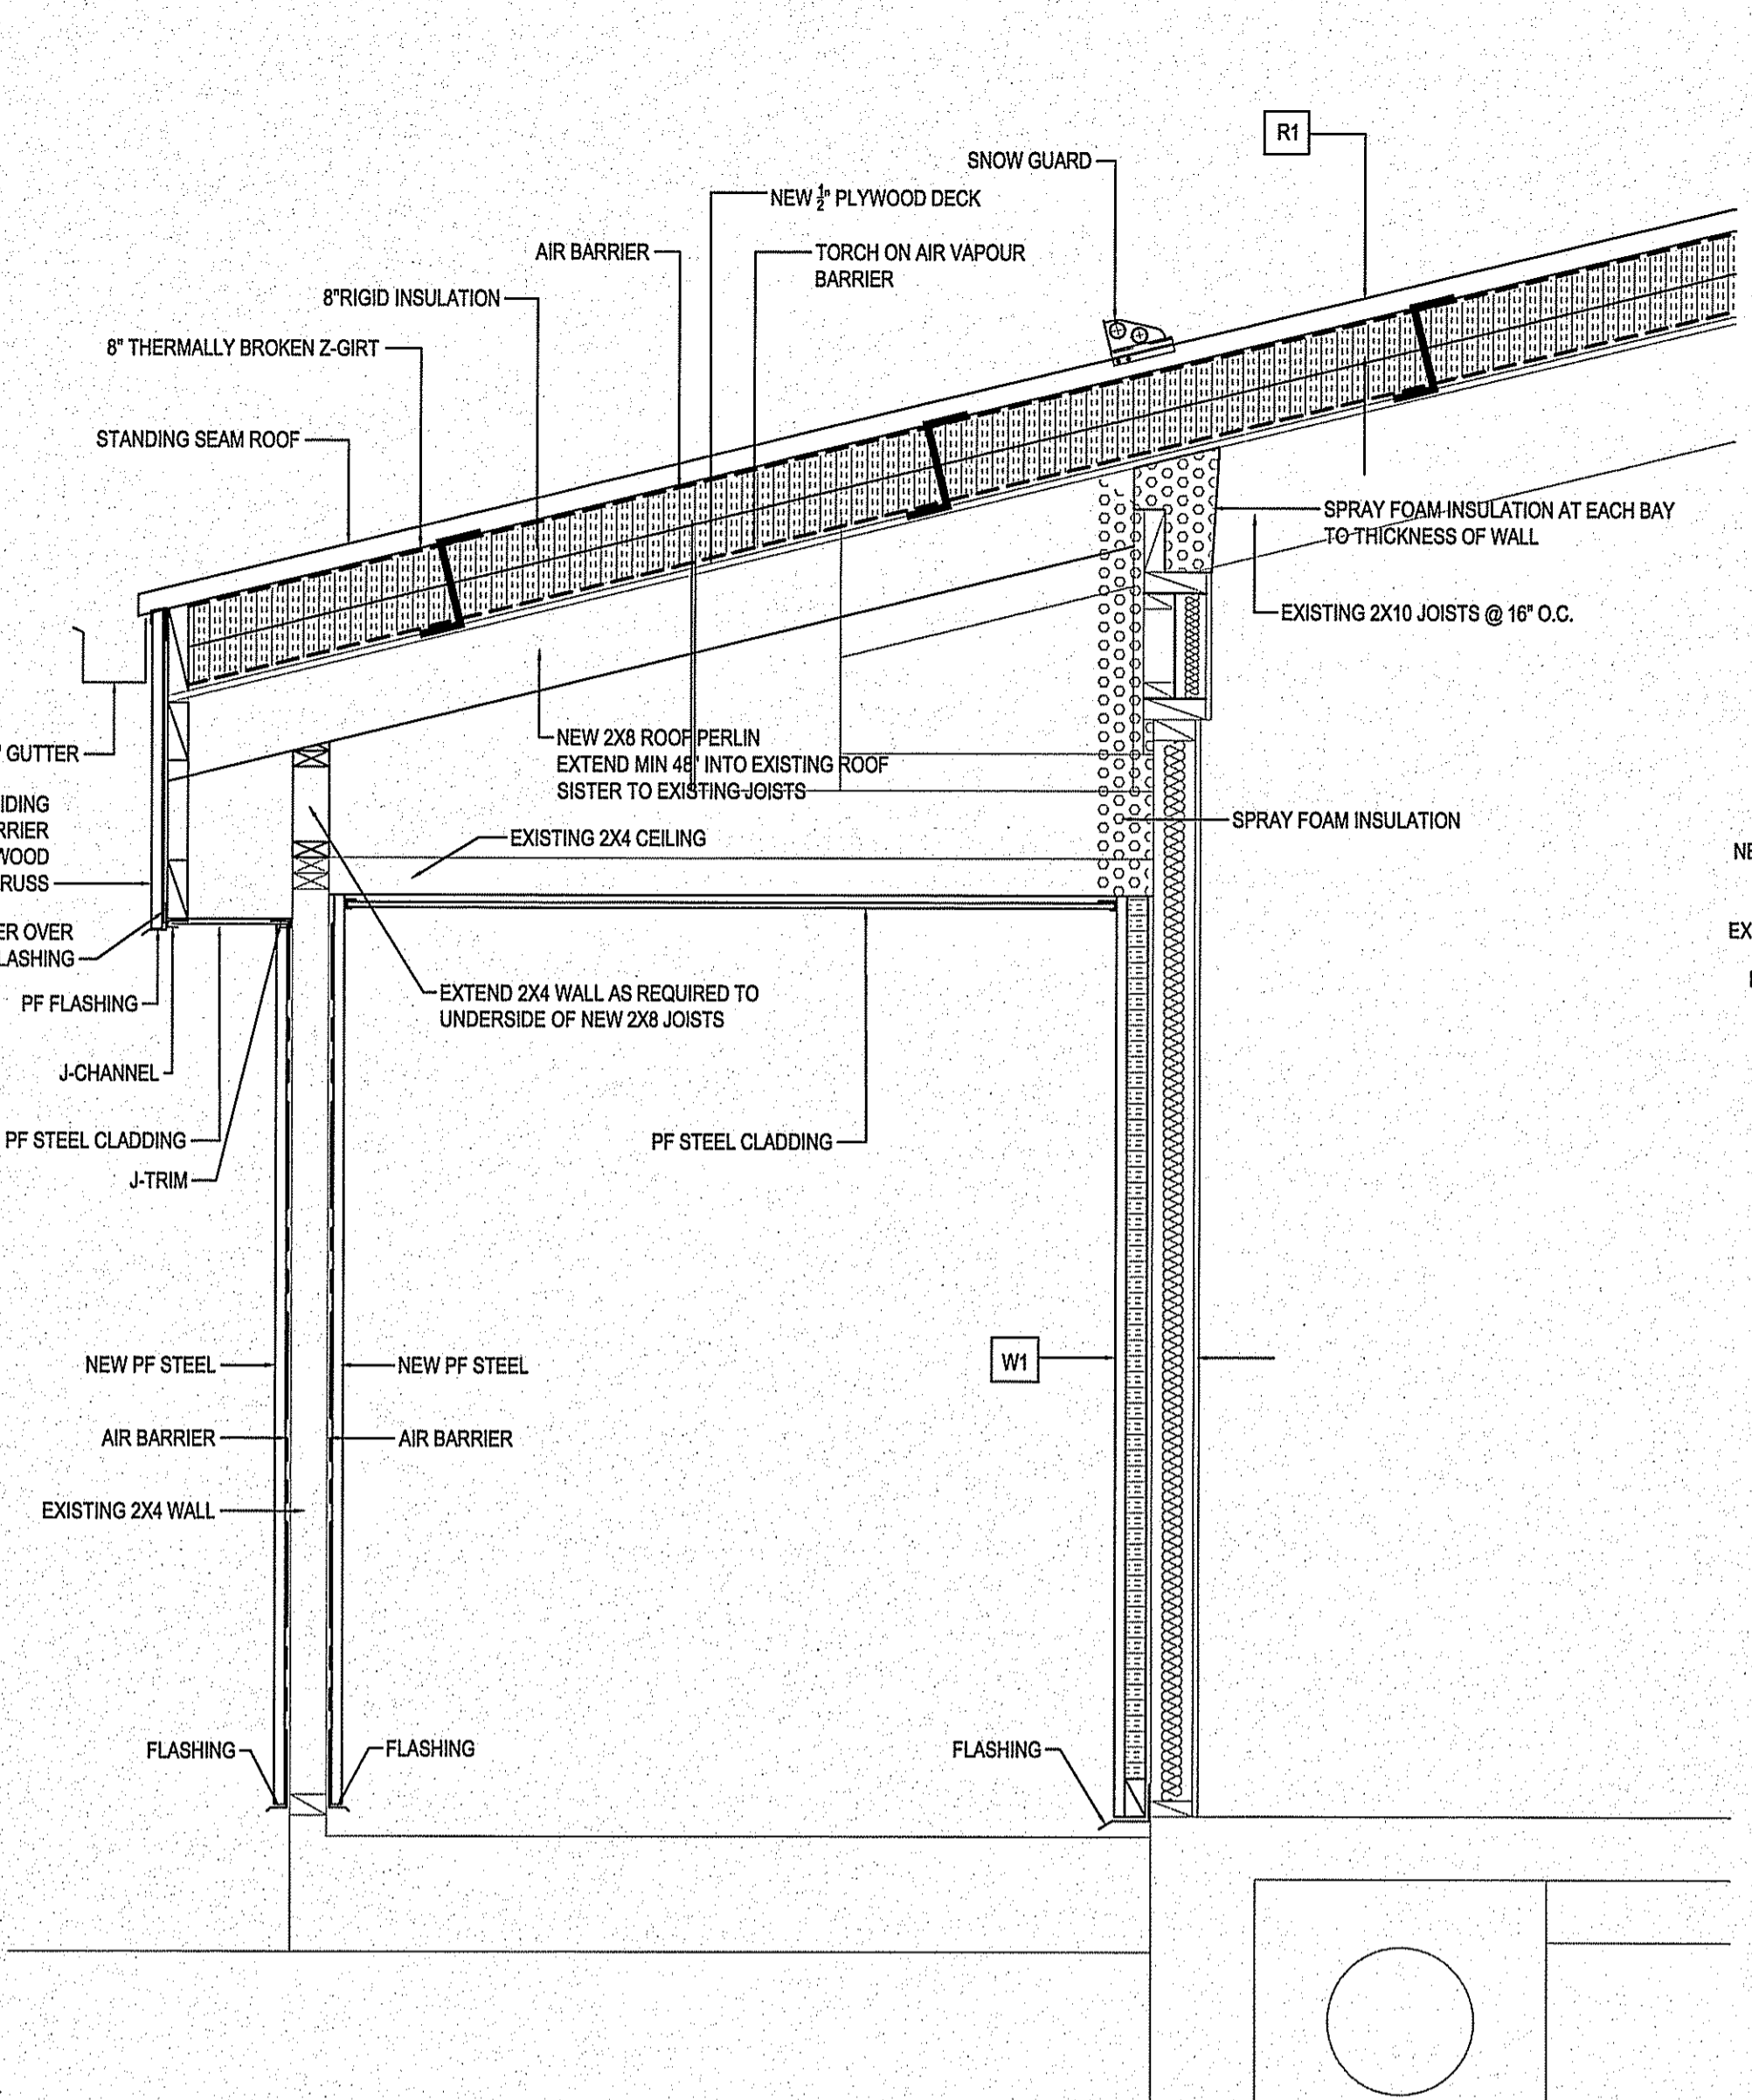 R1
SNOW GUARD
NEW ½" PLYWOOD DECK
AIR BARRIER
TORCH ON AIR VAPOUR
BARRIER
8"RIGID INSULATION
8" THERMALLY BROKEN Z-GIRT
STANDING SEAM ROOF
SPRAY FOAM INSULATION AT EACH BAY
TO THICKNESS OF WALL
EXISTING 2X10 JOISTS @ 16" O.C.
" GUTTER
NEW 2X8 ROOF PERLIN
EXTEND MIN 48" INTO EXISTING ROOF
SISTER TO EXISTING JOISTS
IDING
RRIER
WOOD
RUSS
SPRAY FOAM INSULATION
EXISTING 2X4 CEILING
NE
ER OVER
LASHING
EX
PF FLASHING
EXTEND 2X4 WALL AS REQUIRED TO
UNDERSIDE OF NEW 2X8 JOISTS
J-CHANNEL
PF STEEL CLADDING
PF STEEL CLADDING
J-TRIM
NEW PF STEEL
NEW PF STEEL
W1
AIR BARRIER
AIR BARRIER
EXISTING 2X4 WALL
FLASHING
FLASHING
FLASHING